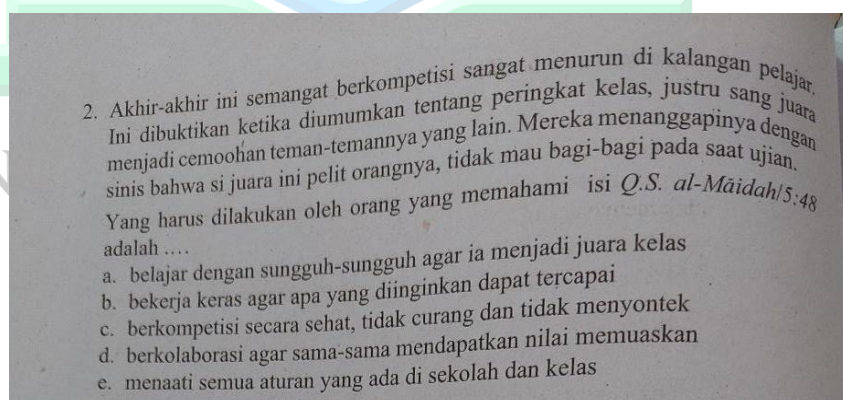 2. Akhir-akhir ini semangat berkompetisi sangat menurun di kalangan pelajar.
Ini dibuktikan ketika diumumkan tentang peringkat kelas, justru sang juara
menjadi cemoohan teman-temannya yang lain. Mereka menanggapinya dengan
sinis bahwa si juara ini pelit orangnya, tidak mau bagi-bagi pada saat ujian.
Yang harus dilakukan oleh orang yang memahami isi Q.S. al-Māidah/5:48
adalah ....
a. belajar dengan sungguh-sungguh agar ia menjadi juara kelas
b. bekerja keras agar apa yang diinginkan dapat tercapai
c. berkompetisi secara sehat, tidak curang dan tidak menyontek
d. berkolaborasi agar sama-sama mendapatkan nilai memuaskan
e. menaati semua aturan yang ada di sekolah dan kelas